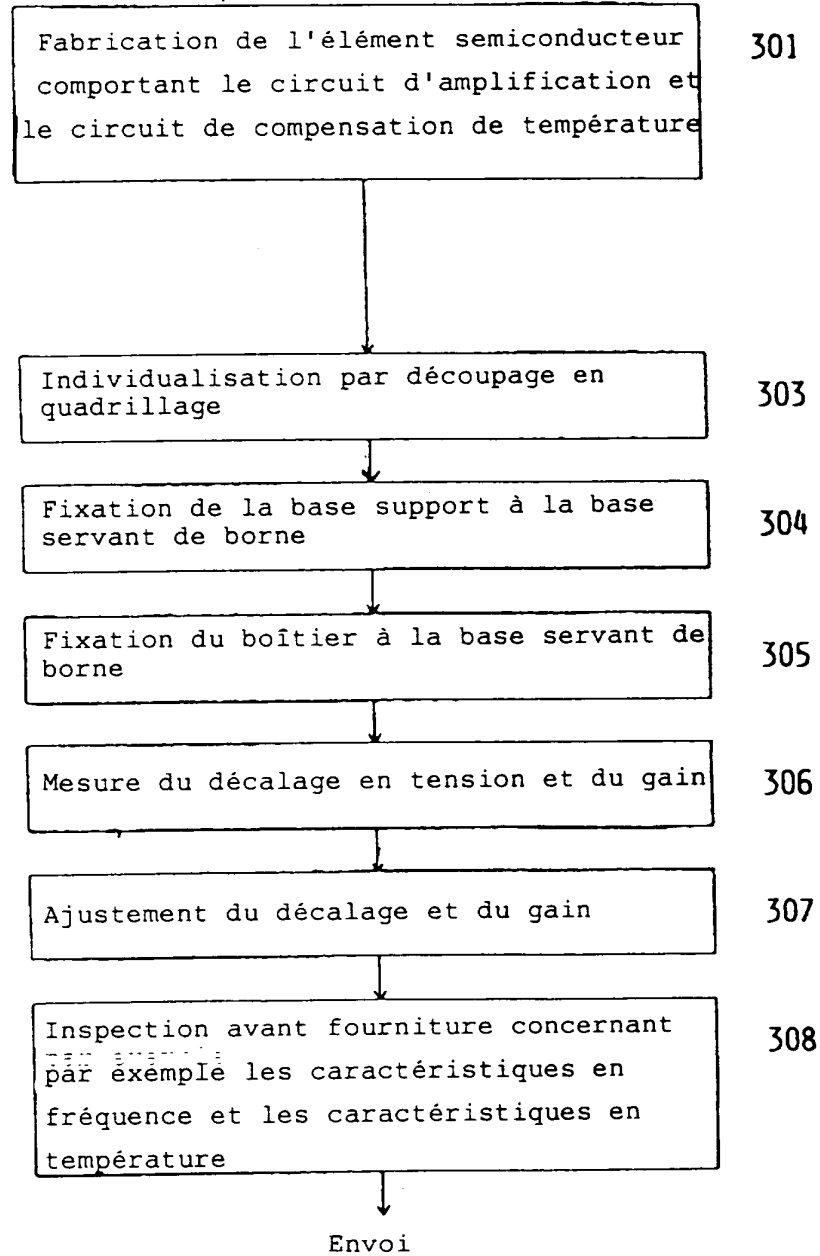 Fabrication de l'élément semiconducteur
comportant le circuit d'amplification et
le circuit de compensation de température
301
Individualisation par découpage en
quadrillage
303
Fixation de la base support à la base
servant de borne
304
Fixation du boîtier à la base servant de
borne
305
Mesure du décalage en tension et du gain
306
Ajustement du décalage et du gain
307
Inspection avant fourniture concernant
par exemple les caractéristiques en
fréquence et les caractéristiques en
température
308
Envoi